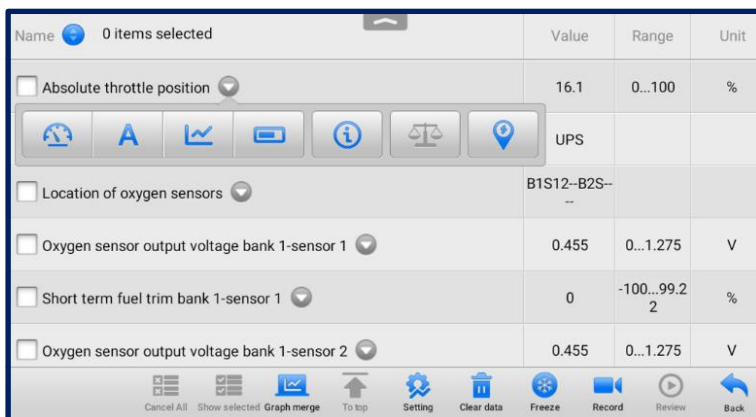 Name 0 items selected Value Range Unit
Absolute throttle position 16.1 0...100 %
A
UPS
Location of oxygen sensors B1S12--B2S--
--
Oxygen sensor output voltage bank 1-sensor 1 0.455 0...1.275 V
Short term fuel trim bank 1-sensor 1 0 -100...99.2
2 %
Oxygen sensor output voltage bank 1-sensor 2 0.455 0...1.275 V
Cancel All Show selected Graph merge To top Setting Clear data Freeze Record Review Back